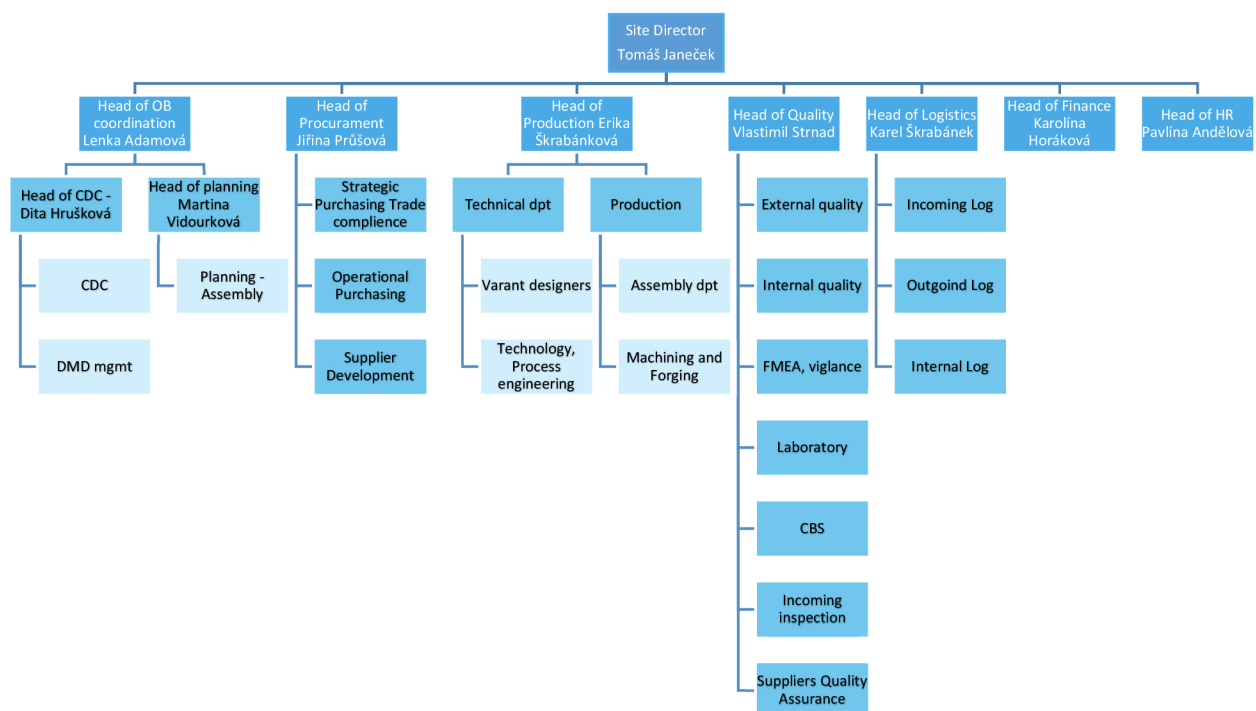 Site Director
Tomáš Janeček
Head of OB
coordination
Lenka Adamová
Head of
Procurament
Jiřina Průšová
Head of
Production Erika
Škrabánková
Head of Quality
Vlastimil Strnad
Head of Logistics
Karel Škrabánek
Head of Finance
Karolína
Horáková
Head of HR
Pavlína Andělová
Head of CDC -
Dita Hrušková
Head of planning
Martina
Vidourková
Strategic
Purchasing Trade
complience
Technical dpt
Production
External quality
Incoming Log
CDC
Planning -
Assembly
Operational
Purchasing
Varant designers
Assembly dpt
Internal quality
Outgoind Log
DMD mgmt
Supplier
Development
Technology,
Process
engineering
Machining and
Forging
FMEA, viglance
Internal Log
Laboratory
CBS
Incoming
inspection
Suppliers Quality
Assurance